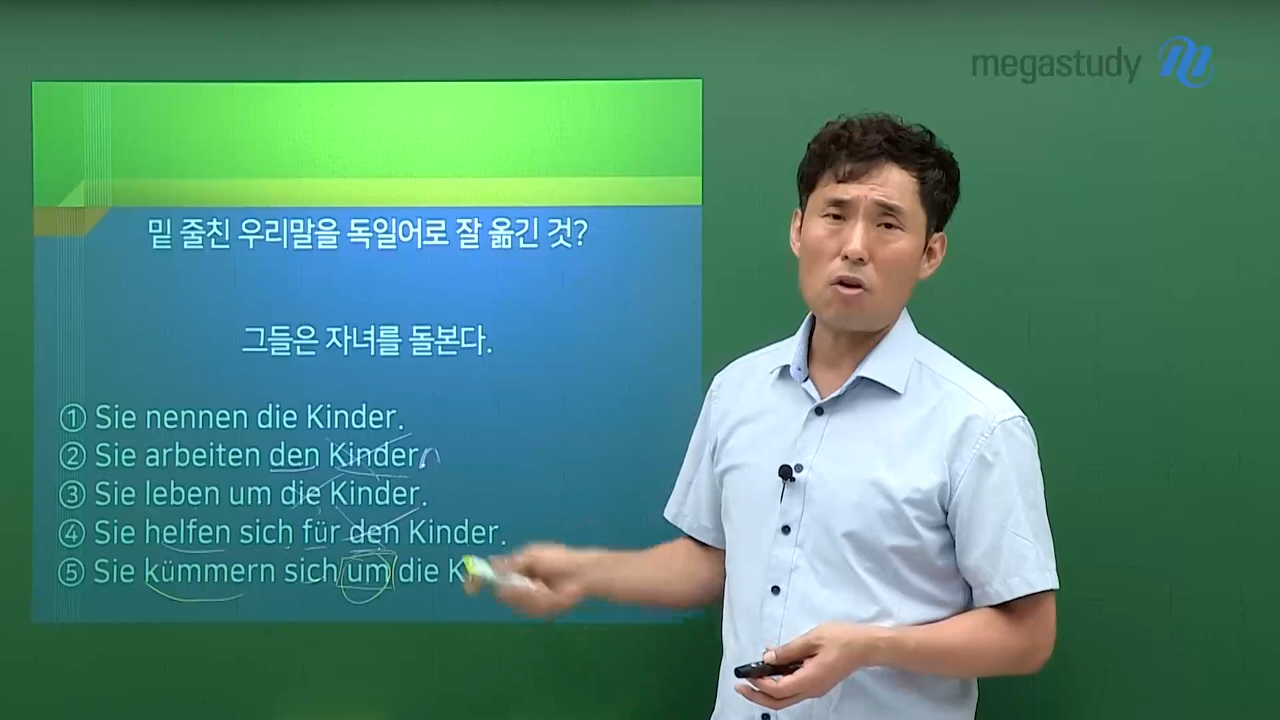 megastudy
밑 줄친 우리말을 독일어로 잘 옮긴 것?
그들은 자녀를 돌본다.
① Sie nennen die Kinder.
② Sie arbeiten den Kinder.n
③ Sie leben um die Kinder.
④ Sie helfen sich für den Kinder.
⑤ Sie kümmern sich um die